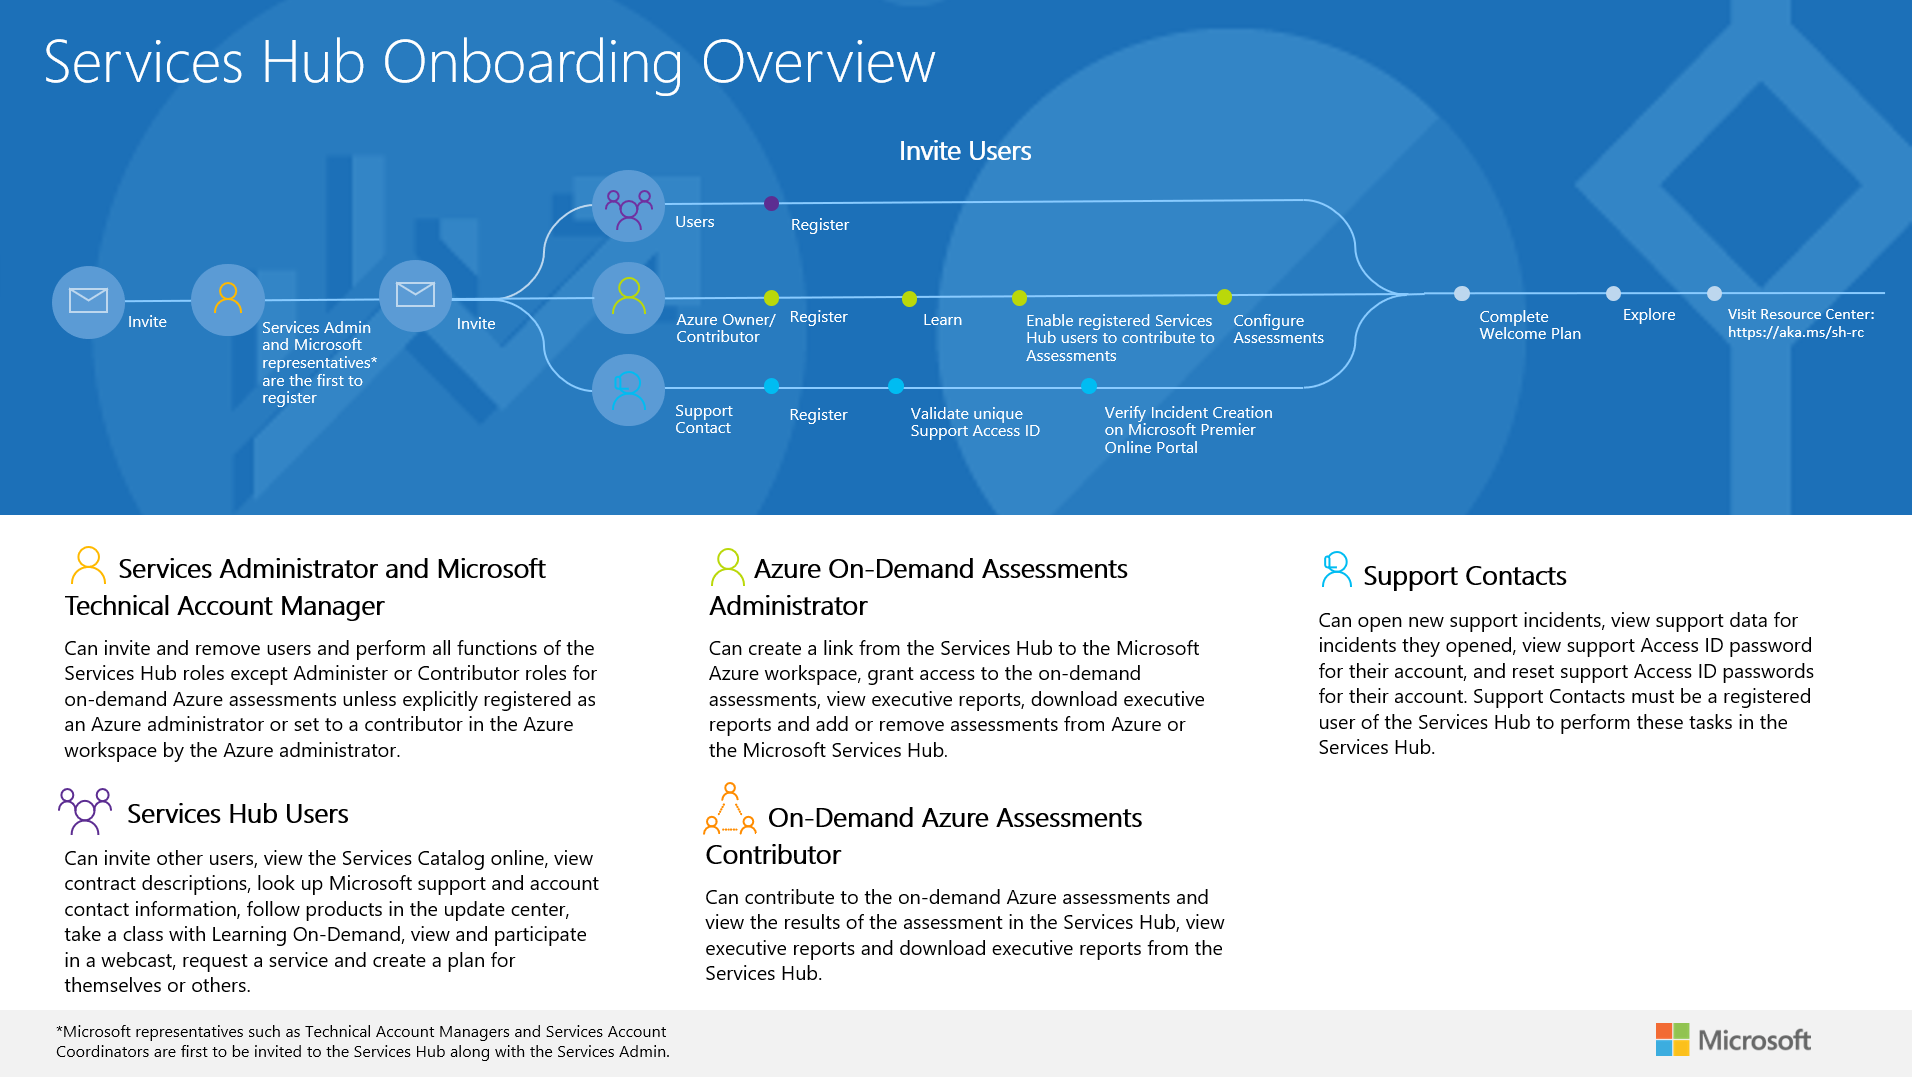 Services Hub Onboarding Overview
Invite Users
Users
Register
Invite
Services Admin
and Microsoft
representatives*
are the first to
register
Invite
Azure Owner/
Contributor
Register
Learn
Enable registered Services
Hub users to contribute to
Assessments
Configure
Assessments
Complete
Welcome Plan
Explore
Visit Resource Center:
https://aka.ms/sh-rc
Support
Contact
Register
Validate unique
Support Access ID
Verify Incident Creation
on Microsoft Premier
Online Portal
Services Administrator and Microsoft
Technical Account Manager
Can invite and remove users and perform all functions of the
Services Hub roles except Administer or Contributor roles for
on-demand Azure assessments unless explicitly registered as
an Azure administrator or set to a contributor in the Azure
workspace by the Azure administrator.
Services Hub Users
Can invite other users, view the Services Catalog online, view
contract descriptions, look up Microsoft support and account
contact information, follow products in the update center,
take a class with Learning On-Demand, view and participate
in a webcast, request a service and create a plan for
themselves or others.
Azure On-Demand Assessments
Administrator
Can create a link from the Services Hub to the Microsoft
Azure workspace, grant access to the on-demand
assessments, view executive reports, download executive
reports and add or remove assessments from Azure or
the Microsoft Services Hub.
On-Demand Azure Assessments
Contributor
Can contribute to the on-demand Azure assessments and
view the results of the assessment in the Services Hub, view
executive reports and download executive reports from the
Services Hub.
Support Contacts
Can open new support incidents, view support data for
incidents they opened, view support Access ID password
for their account, and reset support Access ID passwords
for their account. Support Contacts must be a registered
user of the Services Hub to perform these tasks in the
Services Hub.
*Microsoft representatives such as Technical Account Managers and Services Account
Coordinators are first to be invited to the Services Hub along with the Services Admin.
Microsoft